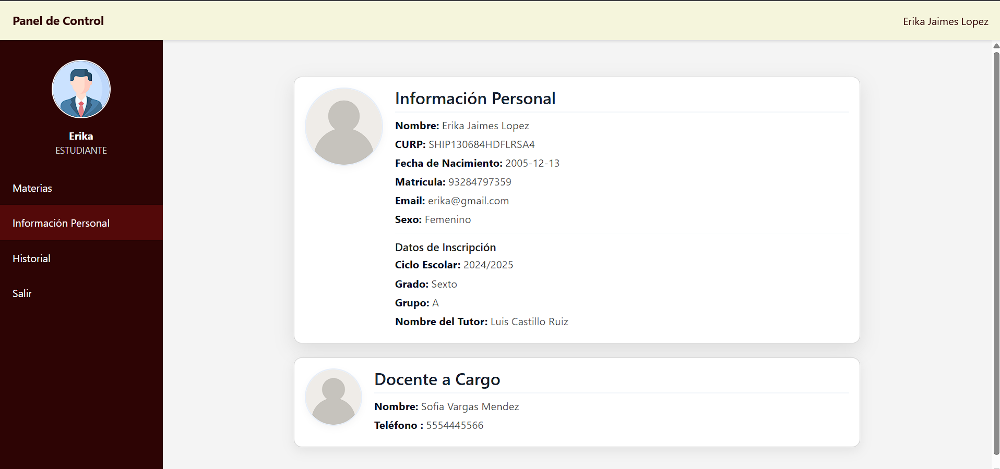 Panel de Control
Erika Jaimes Lopez
Erika
ESTUDIANTE
Materias
Información Personal
Historial
Salir
Información Personal
Nombre: Erika Jaimes Lopez
CURP: SHIP130684HDFLRSA4
Fecha de Nacimiento: 2005-12-13
Matrícula: 93284797359
Email: erika@gmail.com
Sexo: Femenino
Datos de Inscripción
Ciclo Escolar: 2024/2025
Grado: Sexto
Grupo: A
Nombre del Tutor: Luis Castillo Ruiz
Docente a Cargo
Nombre: Sofia Vargas Mendez
Teléfono : 5554445566